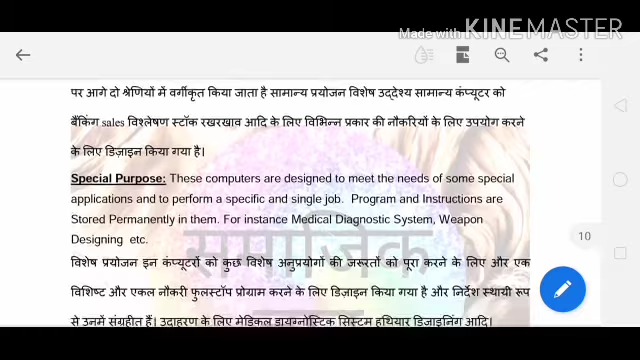 Made with KINEMASTER
पर आगे दो श्रेणियों में वर्गीकृत किया जाता है सामान्य प्रयोजन विशेष उद्देश्य सामान्य कंप्यूटर को
बैंकिंग sales विश्लेषण स्टॉक रखरखाव आदि के लिए विभिन्न प्रकार की नौकरियों के लिए उपयोग करने
के लिए डिज़ाइन किया गया है।
Special Purpose: These computers are designed to meet the needs of some special
applications and to perform a specific and single job. Program and Instructions are
Stored Permanently in them. For instance Medical Diagnostic System, Weapon
Designing etc.
10
समाजिक
विशेष प्रयोजन इन कंप्यूटरों को कुछ विशेष अनुप्रयोगों की जरूरतों को पूरा करने के लिए और एक
विशिष्ट और एकल नौकरी फुलस्टॉप प्रोग्राम करने के लिए डिज़ाइन किया गया है और निर्देश स्थायी रूप
से उनमें संग्रहीत हैं। उदाहरण के लिए मेडिकल डायग्नोस्टिक सिस्टम हथियार डिजाइनिंग आदि।